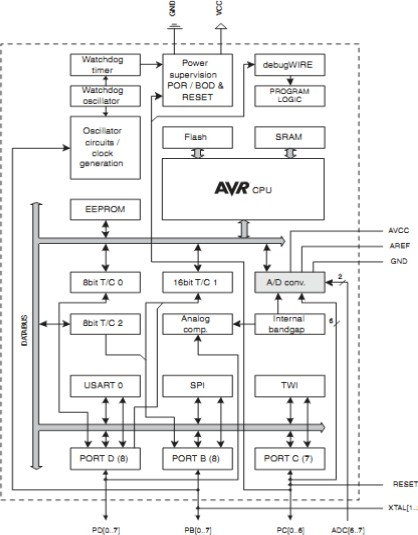 GND
VCC
Watchdog
timer
Power
supervision
POR / BOD &
RESET
debugWIRE
Watchdog
oscillator
PROGRAM
LOGIC
Oscillator
circuits /
clock
generation
Flash
SRAM
AVR CPU
EEPROM
AVCC
AREF
GND
8bit T/C 0
16bit T/C 1
A/D conv.
2
8bit T/C 2
Analog
comp.
Internal
bandgap
6
DATABUS
USART 0
SPI
TWI
PORT D (8)
PORT B (8)
PORT C (7)
RESET
XTAL[1..
PD[0..7]
PB[0..7]
PC[0..6]
ADC[6..7]